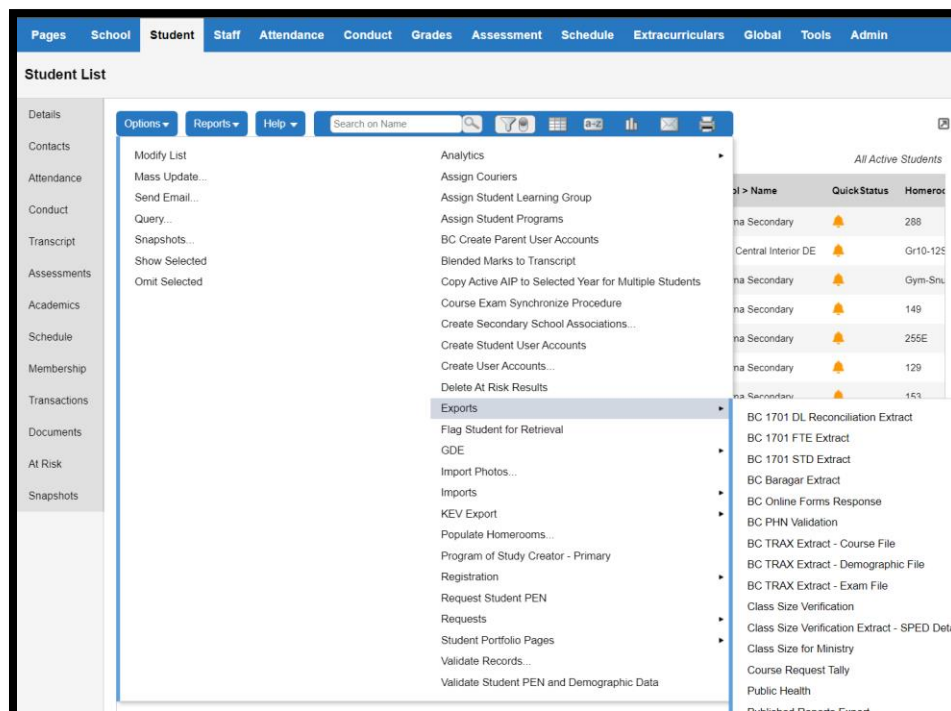 Pages School Student Staff Attendance Conduct Grades Assessment Schedule Extracurriculars Global Tools Admin
Student List
Details
Contacts
Attendance
Conduct
Transcript
Assessments
Academics
Schedule
Membership
Transactions
Documents
At Risk
Snapshots
Options Reports Help Search on Name a-z
Modify List
Mass Update...
Send Email...
Query...
Snapshots...
Show Selected
Omit Selected
Analytics
Assign Couriers
Assign Student Learning Group
Assign Student Programs
BC Create Parent User Accounts
Blended Marks to Transcript
Copy Active AIP to Selected Year for Multiple Students
Course Exam Synchronize Procedure
Create Secondary School Associations...
Create Student User Accounts
Create User Accounts...
Delete At Risk Results
Exports
Flag Student for Retrieval
GDE
Import Photos...
Imports
KEV Export
Populate Homerooms...
Program of Study Creator - Primary
Registration
Request Student PEN
Requests
Student Portfolio Pages
Validate Records...
Validate Student PEN and Demographic Data
All Active Students
> Name QuickStatus
Secondary 288
Central Interior DE Gr10-12S
Secondary
Secondary 149
Secondary 255E
Secondary 129
Secondary 153
BC 1701 DL Reconciliation Extract
BC 1701 FTE Extract
BC 1701 STD Extract
BC Baragar Extract
BC Online Forms Response
BC PHN Validation
BC TRAX Extract - Course File
BC TRAX Extract - Demographic File
BC TRAX Extract - Exam File
Class Size Verification
Class Size Verification Extract - SPED
Class Size for Ministry
Course Request Tally
Public Health
Published Reports Export